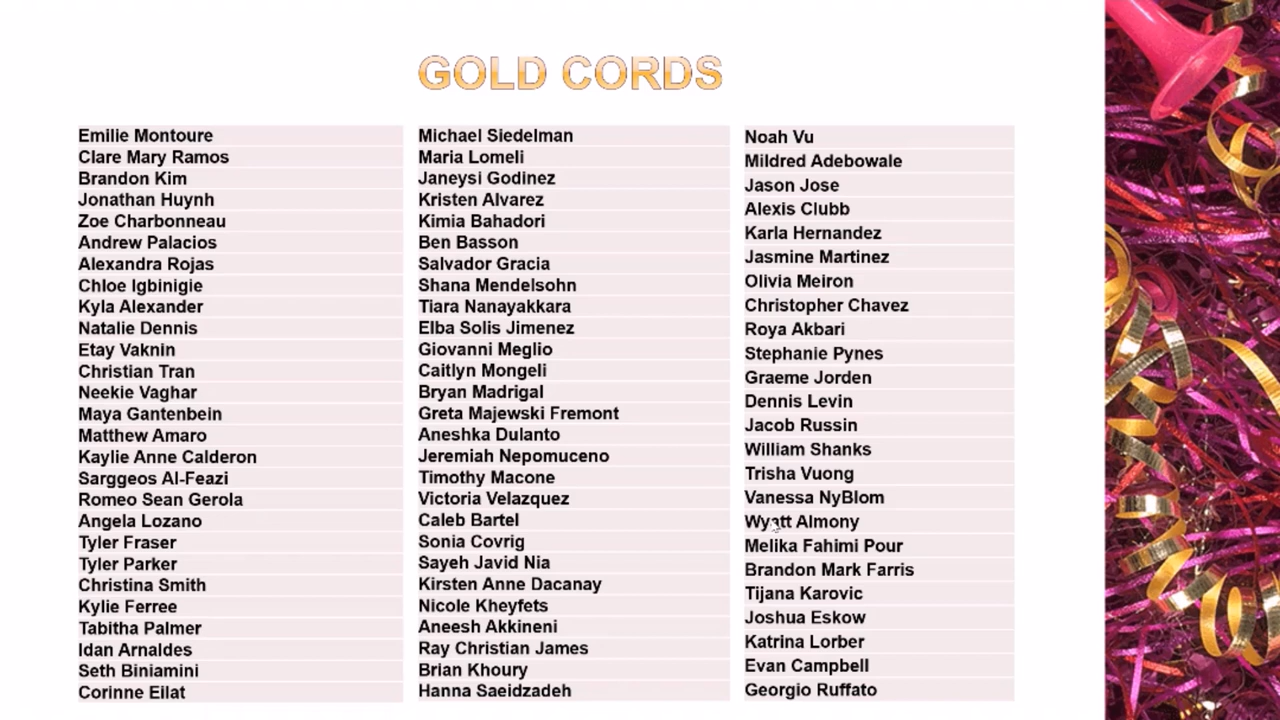 GOLD CORDS
Emilie Montoure
Clare Mary Ramos
Brandon Kim
Jonathan Huynh
Zoe Charbonneau
Andrew Palacios
Alexandra Rojas
Chloe Igbinigie
Kyla Alexander
Natalie Dennis
Etay Vaknin
Christian Tran
Neekie Vaghar
Maya Gantenbein
Matthew Amaro
Kaylie Anne Calderon
Sarggeos Al-Feazi
Romeo Sean Gerola
Angela Lozano
Tyler Fraser
Tyler Parker
Christina Smith
Kylie Ferree
Tabitha Palmer
Idan Arnaldes
Seth Biniamini
Corinne Eilat
Michael Siedelman
Maria Lomeli
Janeysi Godinez
Kristen Alvarez
Kimia Bahadori
Ben Basson
Salvador Gracia
Shana Mendelsohn
Tiara Nanayakkara
Elba Solis Jimenez
Giovanni Meglio
Caitlyn Mongeli
Bryan Madrigal
Greta Majewski Fremont
Aneshka Dulanto
Jeremiah Nepomuceno
Timothy Macone
Victoria Velazquez
Caleb Bartel
Sonia Covrig
Sayeh Javid Nia
Kirsten Anne Dacanay
Nicole Kheyfets
Aneesh Akkineni
Ray Christian James
Brian Khoury
Hanna Saeidzadeh
Noah Vu
Mildred Adebowale
Jason Jose
Alexis Clubb
Karla Hernandez
Jasmine Martinez
Olivia Meiron
Christopher Chavez
Roya Akbari
Stephanie Pynes
Graeme Jorden
Dennis Levin
Jacob Russin
William Shanks
Trisha Vuong
Vanessa NyBlom
Wyatt Almony
Melika Fahimi Pour
Brandon Mark Farris
Tijana Karovic
Joshua Eskow
Katrina Lorber
Evan Campbell
Georgio Ruffato